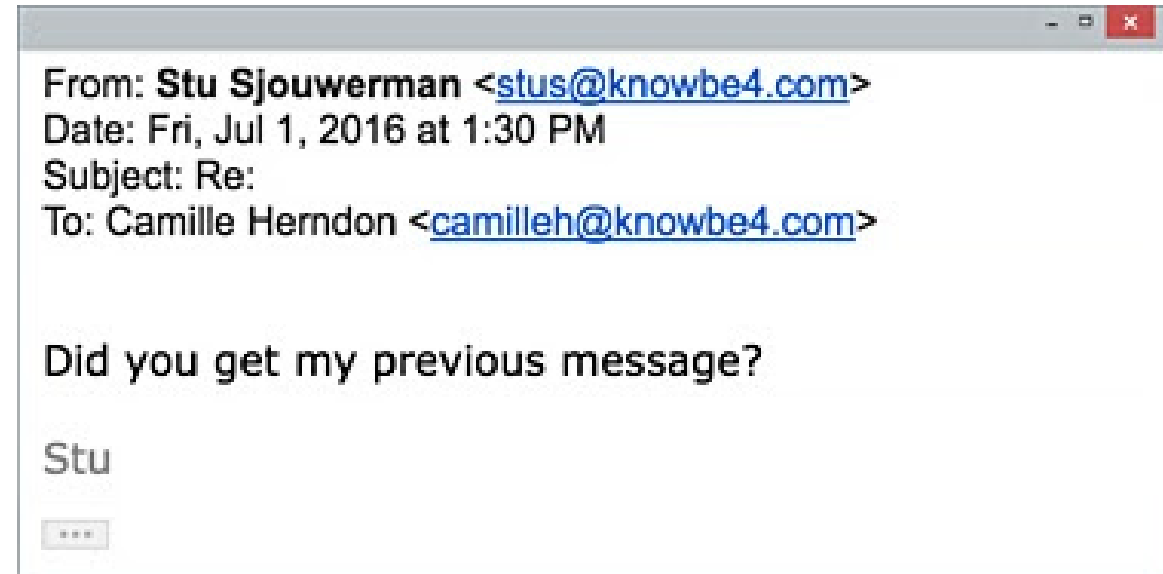 From: Stu Sjouwerman <stus@knowbe4.com>
Date: Fri, Jul 1, 2016 at 1:30 PM
Subject: Re:
To: Camille Herndon <camilleh@knowbe4.com>
Did you get my previous message?
Stu